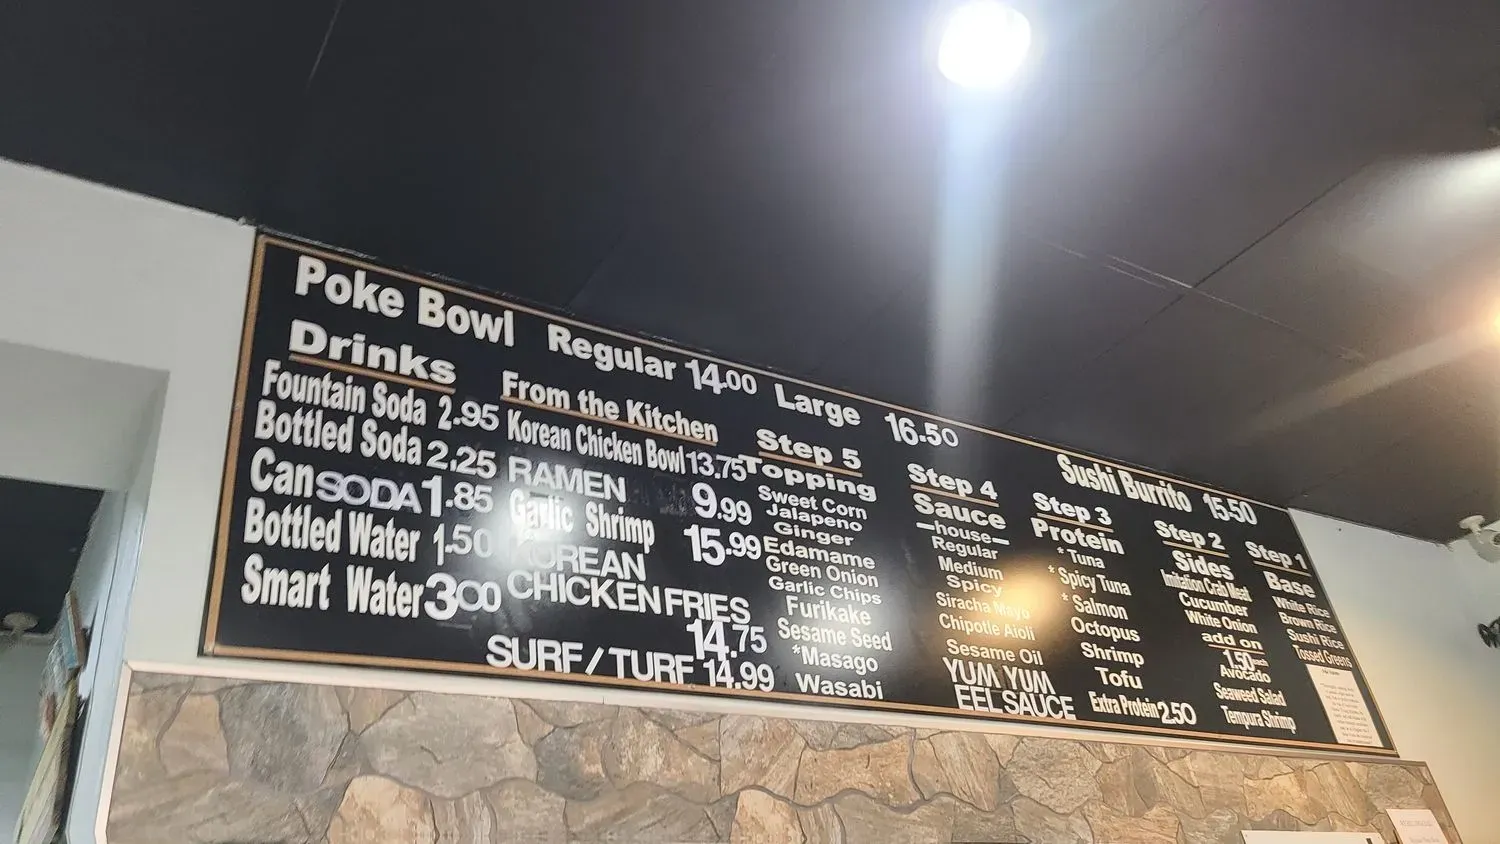 Poke Bowl Regular 14.00 Large 16.50
Sushi Burrito 15.50
Drinks
Fountain Soda 2.95
Bottled Soda 2.25
Can SODA 1.85
Bottled Water 1.50
Smart Water 3.00
From the Kitchen
Korean Chicken Bowl 13.75
RAMEN 9.99
Garlic Shrimp 15.99
KOREAN
CHICKEN FRIES
14.75
SURF/TURF 14.99
Step 5
Topping
Sweet Corn
Jalapeno
Ginger
Edamame
Green Onion
Garlic Chips
Furikake
Sesame Seed
*Masago
Wasabi
Step 4
Sauce
—house—
Regular
Medium
Spicy
Siracha Mayo
Chipotle Aioli
Sesame Oil
YUM YUM
EEL SAUCE
Step 3
Protein
* Tuna
* Spicy Tuna
* Salmon
Octopus
Shrimp
Tofu
Extra Protein 2.50
Step 2
Sides
Imitation Crab Meat
Cucumber
White Onion
add on
1.50 each
Avocado
Seaweed Salad
Tempura Shrimp
Step 1
Base
White Rice
Brown Rice
Sushi Rice
Tossed Greens